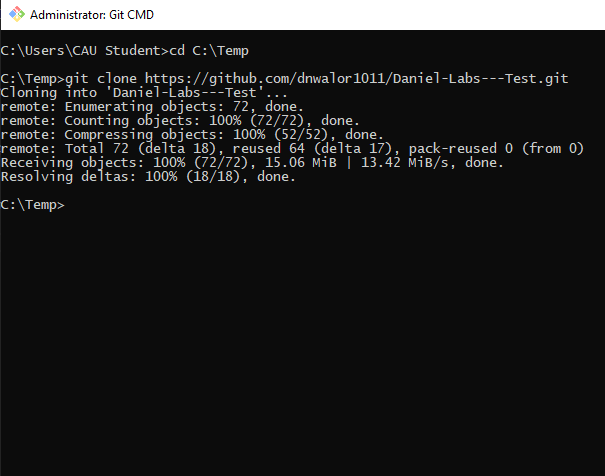 Administrator: Git CMD
C:\Users\CAU Student>cd C:\Temp
C:\Temp>git clone https://github.com/dnwalor1011/Daniel-Labs---Test.git
Cloning into 'Daniel-Labs---Test'...
remote: Enumerating objects: 72, done.
remote: Counting objects: 100% (72/72), done.
remote: Compressing objects: 100% (52/52), done.
remote: Total 72 (delta 18), reused 64 (delta 17), pack-reused 0 (from 0)
Receiving objects: 100% (72/72), 15.06 MiB | 13.42 MiB/s, done.
Resolving deltas: 100% (18/18), done.
C:\Temp>